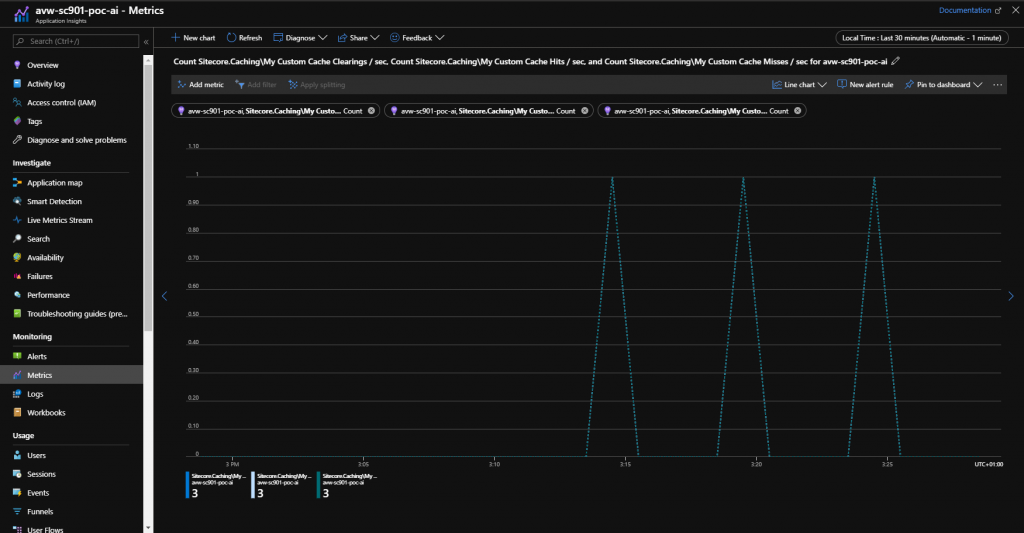 avw-sc901-poc-ai - Metrics
Application Insights
Documentation
Search (Ctrl+/)
«
Overview
Activity log
Access control (IAM)
Tags
Diagnose and solve problems
Investigate
Application map
Smart Detection
Live Metrics Stream
Search
Availability
Failures
Performance
Troubleshooting guides (pre...
Monitoring
Alerts
Metrics
Logs
Workbooks
Usage
Users
Sessions
Events
Funnels
User Flows
New chart
Refresh
Diagnose
Share
Feedback
Local Time : Last 30 minutes (Automatic - 1 minute)
Count Sitecore.Caching\My Custom Cache Clearings / sec, Count Sitecore.Caching\My Custom Cache Hits / sec, and Count Sitecore.Caching\My Custom Cache Misses / sec for avw-sc901-poc-ai
Add metric
Add filter
Apply splitting
Line chart
New alert rule
Pin to dashboard
...
avw-sc901-poc-ai, Sitecore.Caching\My Custo... Count
avw-sc901-poc-ai, Sitecore.Caching\My Custo... Count
avw-sc901-poc-ai, Sitecore.Caching\My Custo... Count
1.10
1
0.90
0.80
0.70
0.60
0.50
0.40
0.30
0.20
0.10
0
3 PM
3:05
3:10
3:15
3:20
3:25
UTC+01:00
Sitecore.Caching\My ...
avw-sc901-poc-ai
3
Sitecore.Caching\My ...
avw-sc901-poc-ai
3
Sitecore.Caching\My ...
avw-sc901-poc-ai
3